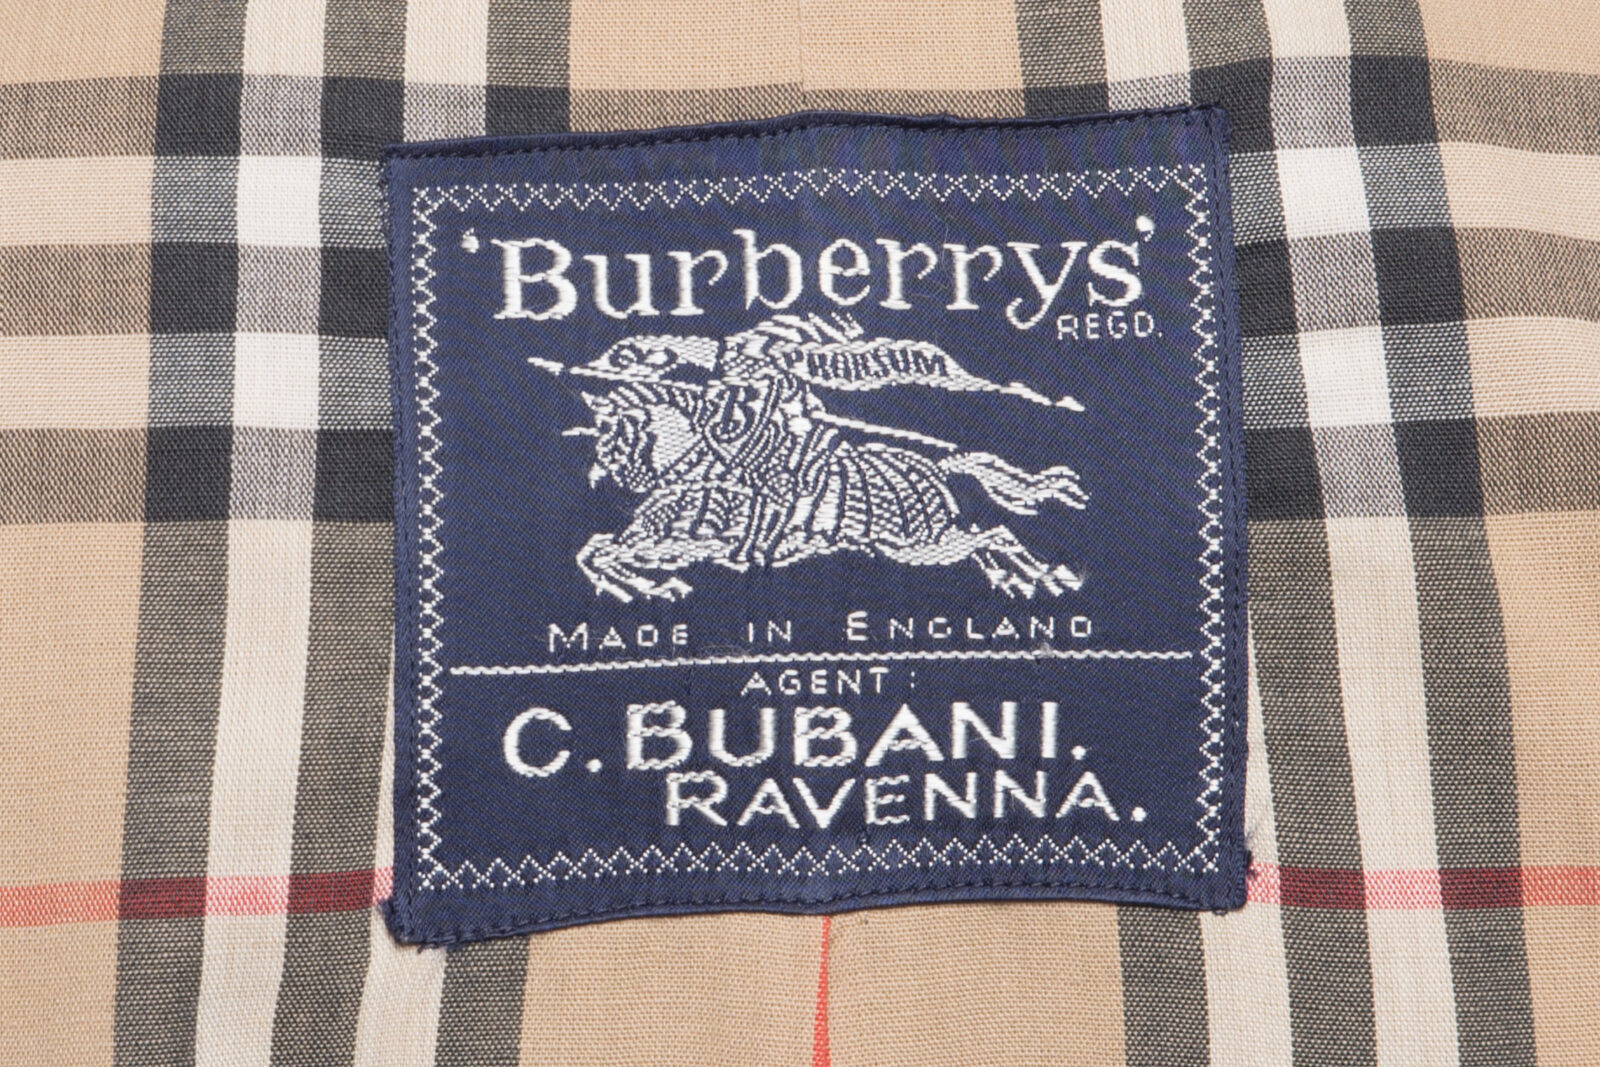 'Burberrys'
REGD.
PRORSUM
B
MADE IN ENGLAND
AGENT:
C. BUBANI.
RAVENNA.